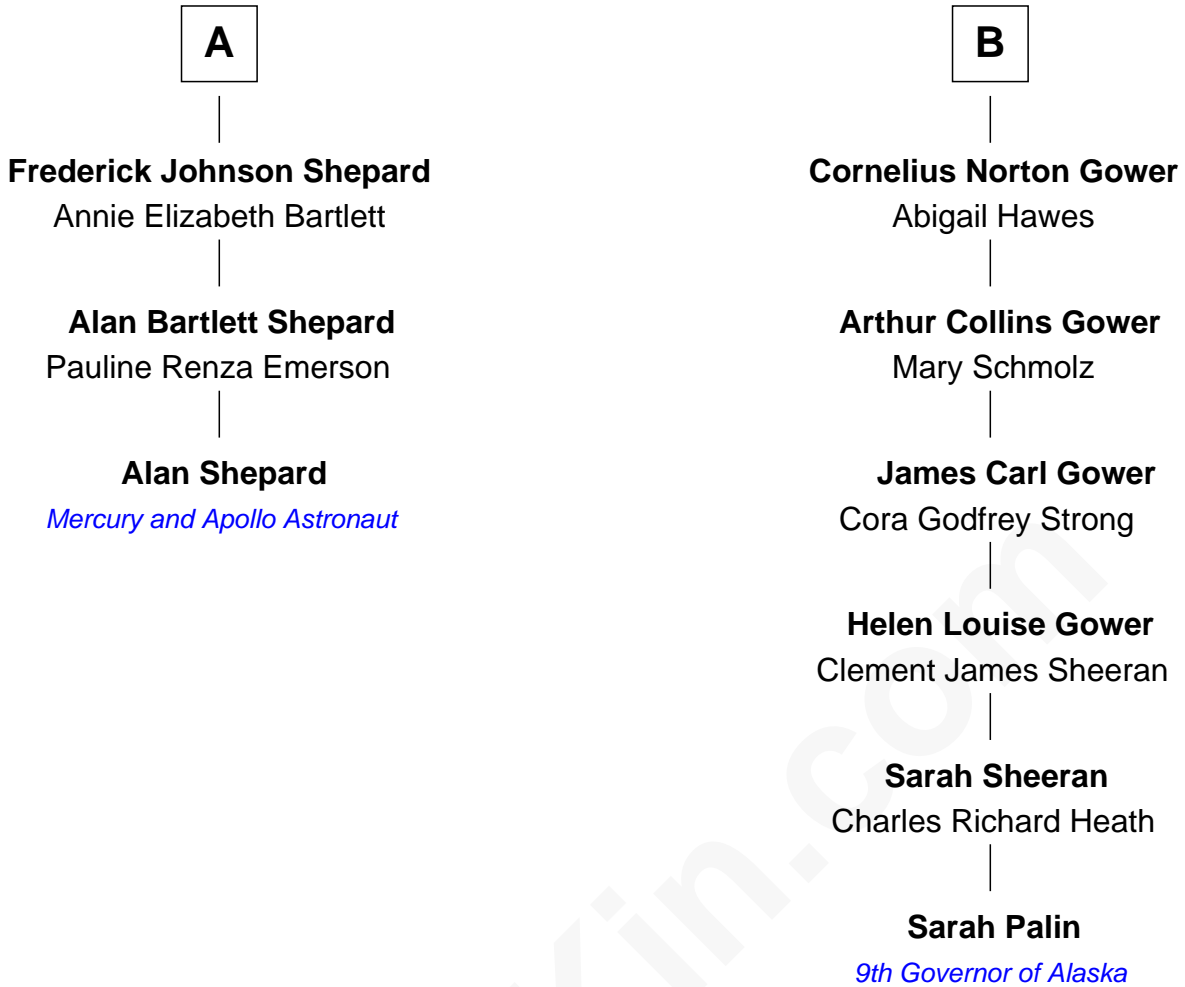 A
Frederick Johnson Shepard
Annie Elizabeth Bartlett
Alan Bartlett Shepard
Pauline Renza Emerson
Alan Shepard
Mercury and Apollo Astronaut
B
Cornelius Norton Gower
Abigail Hawes
Arthur Collins Gower
Mary Schmolz
James Carl Gower
Cora Godfrey Strong
Helen Louise Gower
Clement James Sheeran
Sarah Sheeran
Charles Richard Heath
Sarah Palin
9th Governor of Alaska